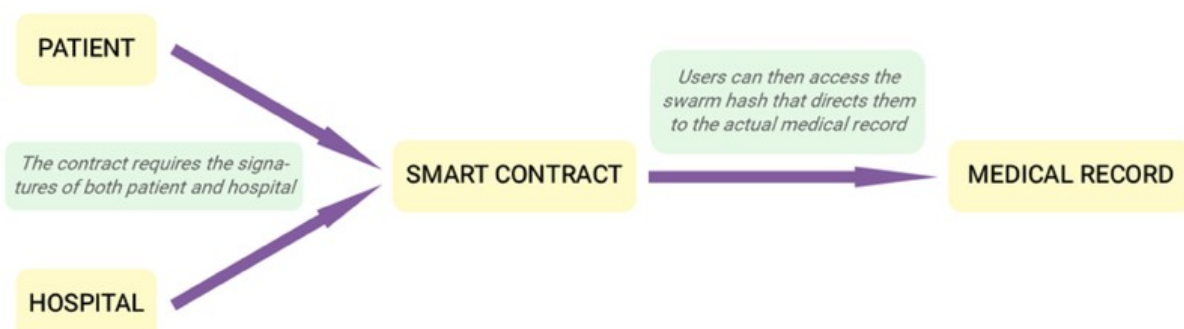 PATIENT
Users can then access the
swarm hash that directs them
to the actual medical record
The contract requires the signa-
tures of both patient and hospital
SMART CONTRACT
MEDICAL RECORD
HOSPITAL